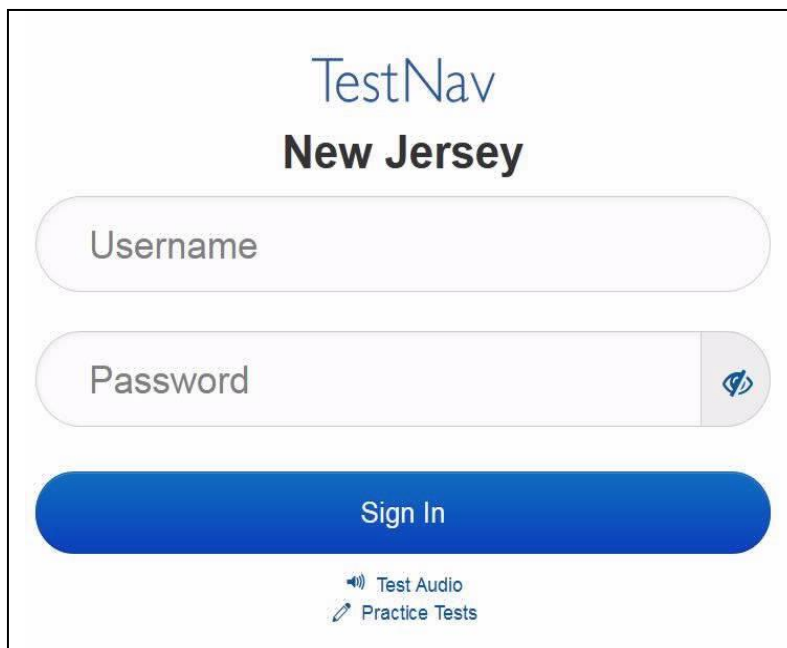 TestNav
New Jersey
Username
Password
Sign In
Test Audio
Practice Tests